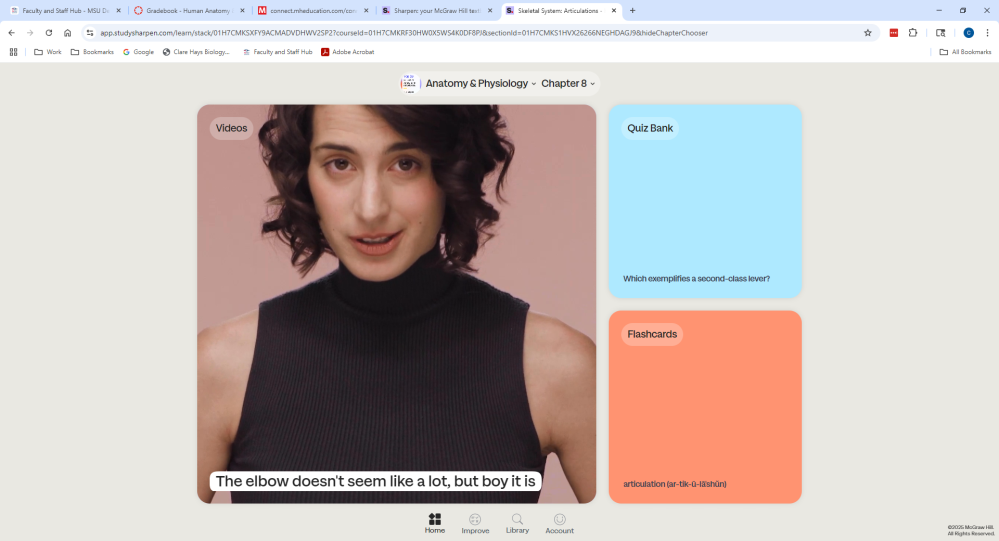 Faculty and Staff Hub - MSU De
Gradebook - Human Anatomy &
connect.mheducation.com/con
Sharpen: your McGraw Hill text
Skeletal System: Articulations -
app.studysharpen.com/learn/stack/01H7CMKSXFY9ACMADVDHWV2SP2?courseId=01H7CMKRF30HW0X5WS4K0DF8PJ&sectionId=01H7CMKS1HVX26266NEGHDAGJ9&hideChapterChooser
Work
Bookmarks
Google
Clare Hays Biology...
Faculty and Staff Hub
Adobe Acrobat
All Bookmarks
Anatomy & Physiology
Chapter 8
Videos
Quiz Bank
Which exemplifies a second-class lever?
Flashcards
The elbow doesn't seem like a lot, but boy it is
articulation (ar-tik-ū-lā'shŭn)
Home
Improve
Library
Account
©2025 McGraw Hill.
All Rights Reserved.